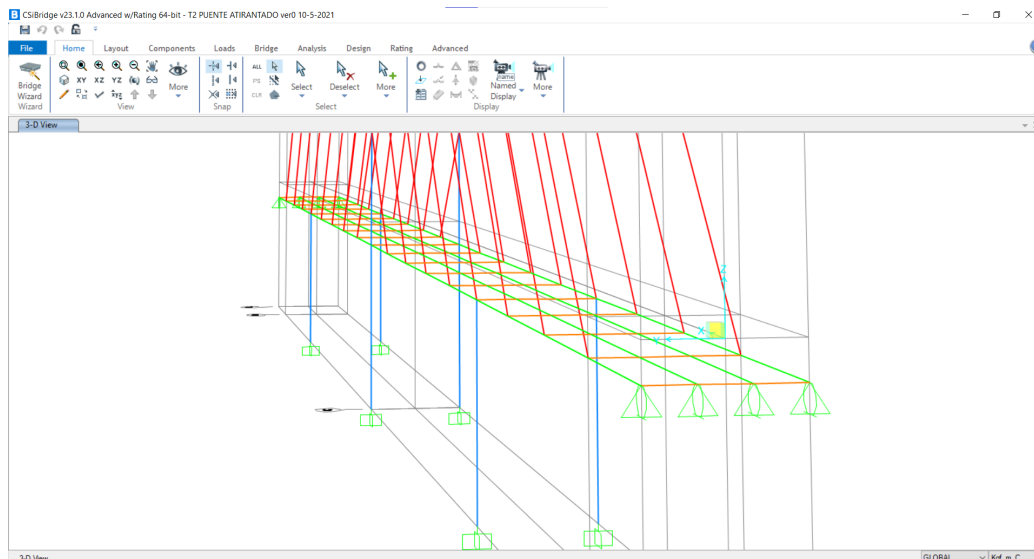 B CSiBridge v23.1.0 Advanced w/Rating 64-bit - T2 PUENTE ATIRANTADO ver0 10-5-2021
File Home Layout Components Loads Bridge Analysis Design Rating Advanced
XY XZ YZ
ALL
PS
CLR
Bridge
Wizard
More
Select
Deselect
More
name
Named
Display
More
Wizard
View
Snap
Select
Display
3-D View
Z
X
Y
3-D View
GLOBAL
Kgf, m, C